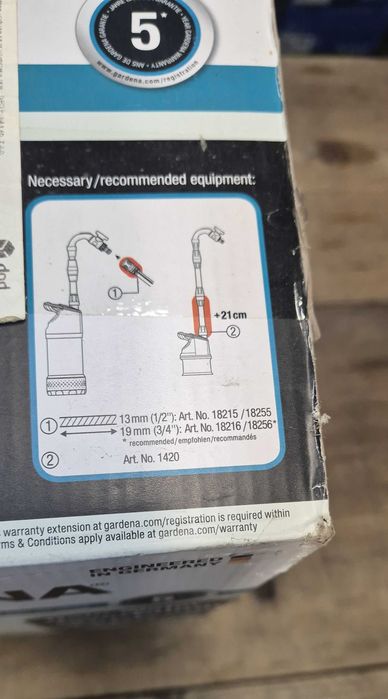 5*
www.gardena.com/registration
Necessary/recommended equipment:
1
+21cm
2
1 13mm (1/2"): Art. No. 18215 /18255
19mm (3/4"): Art. No. 18216 /18256*
* recommended/empfohlen/recommandés
2 Art. No. 1420
warranty extension at gardena.com/registration is required within
ms & Conditions apply available at gardena.com/warranty
ENGINEERED
IN GERMANY
NA
dpd